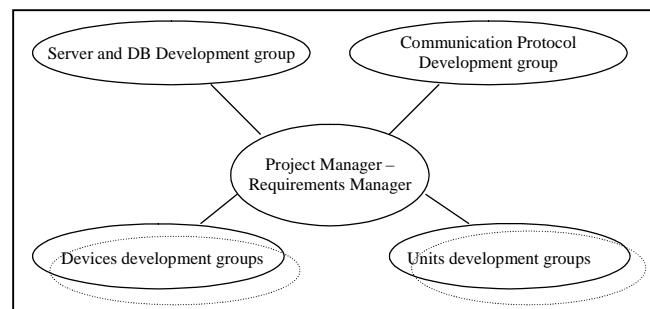 Server and DB Development group
Communication Protocol
Development group
Project Manager –
Requirements Manager
Devices development groups
Units development groups